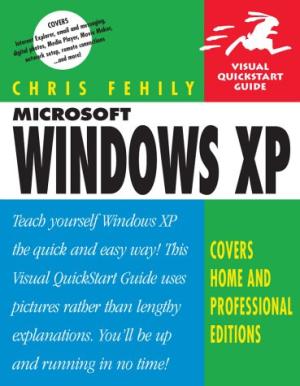 COVERS
Internet Explorer, email and messaging,
digital photos, Media Player, Movie Maker,
network setup, remote connections
...and more!
VISUAL
QUICKSTART
GUIDE
CHRIS FEHILY
MICROSOFT
WINDOWS XP
Teach yourself Windows XP
the quick and easy way! This
Visual QuickStart Guide uses
pictures rather than lengthy
explanations. You'll be up
and running in no time!
COVERS
HOME AND
PROFESSIONAL
EDITIONS